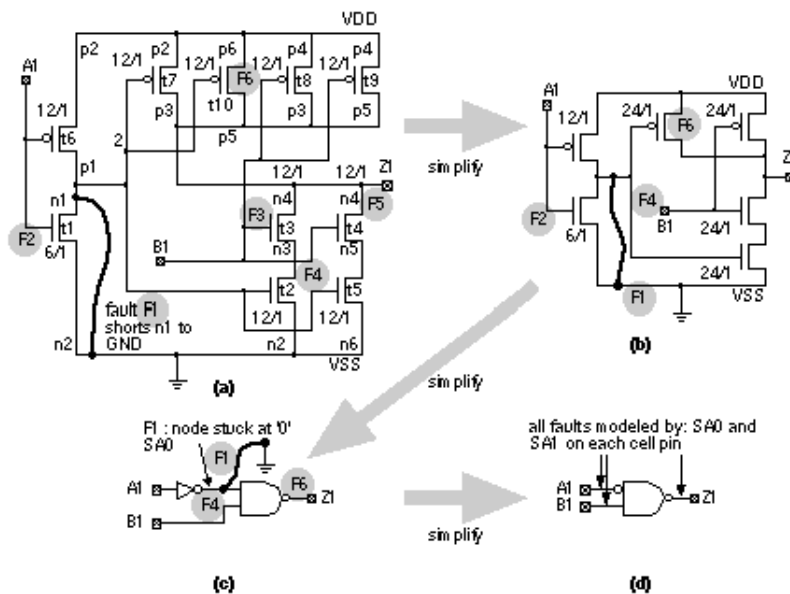 VDD
p2 p2 p6 p4 p4
A1 12/1 12/1 12/1 12/1
t7 F6 t8 t9
t10
12/1 p3 p3 p5
t6 2 p5
p1 12/1 12/1 Z1
n1 n4 n4 F5
F2 t1 F3 t3 t4
6/1 B1 n3 n5
F4
F1 t2 t5
fault
shorts n1 to
GND
12/1 12/1
n2 n2 n6
VSS
(a)
simplify
VDD
A1
12/1 24/1 24/1
F6
Z
F4
F2 B1
6/1 24/1
24/1
F1 VSS
(b)
simplify
F1 : node stuck at '0'
SA0
F1
F6
A1 Z1
F4
B1
(c)
simplify
all faults modeled by: SA0 and
SA1 on each cell pin
A1 Z1
B1
(d)